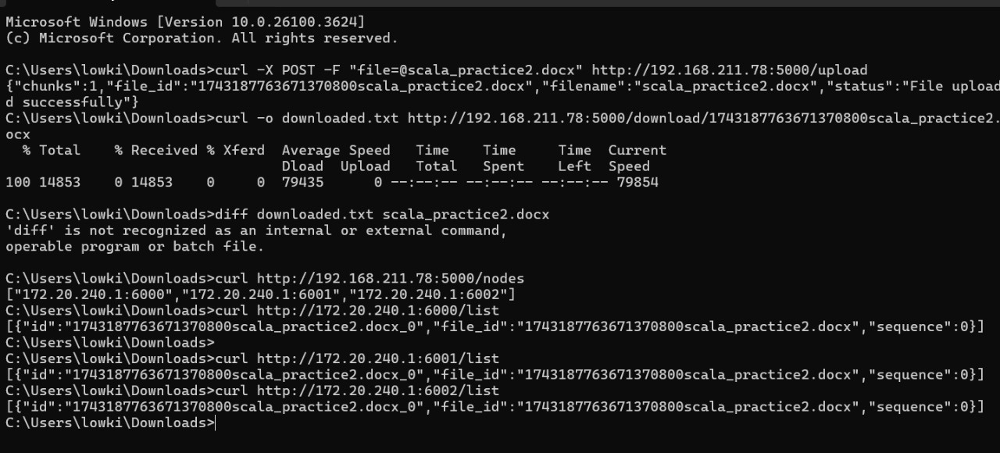 Microsoft Windows [Version 10.0.26100.3624]
(c) Microsoft Corporation. All rights reserved.
C:\Users\lowki\Downloads>curl -X POST -F "file=@scala_practice2.docx" http://192.168.211.78:5000/upload
{"chunks":1,"file_id":"1743187763671370800scala_practice2.docx","filename":"scala_practice2.docx","status":"File upload
d successfully"}
C:\Users\lowki\Downloads>curl -o downloaded.txt http://192.168.211.78:5000/download/1743187763671370800scala_practice2.
ocx
% Total % Received % Xferd Average Speed Time Time Time Current
Dload Upload Total Spent Left Speed
100 14853 0 14853 0 0 79435 0 --:--:-- --:--:-- --:--:-- 79854
C:\Users\lowki\Downloads>diff downloaded.txt scala_practice2.docx
'diff' is not recognized as an internal or external command,
operable program or batch file.
C:\Users\lowki\Downloads>curl http://192.168.211.78:5000/nodes
["172.20.240.1:6000","172.20.240.1:6001","172.20.240.1:6002"]
C:\Users\lowki\Downloads>curl http://172.20.240.1:6000/list
[{"id":"1743187763671370800scala_practice2.docx_0","file_id":"1743187763671370800scala_practice2.docx","sequence":0}]
C:\Users\lowki\Downloads>
C:\Users\lowki\Downloads>curl http://172.20.240.1:6001/list
[{"id":"1743187763671370800scala_practice2.docx_0","file_id":"1743187763671370800scala_practice2.docx","sequence":0}]
C:\Users\lowki\Downloads>curl http://172.20.240.1:6002/list
[{"id":"1743187763671370800scala_practice2.docx_0","file_id":"1743187763671370800scala_practice2.docx","sequence":0}]
C:\Users\lowki\Downloads>